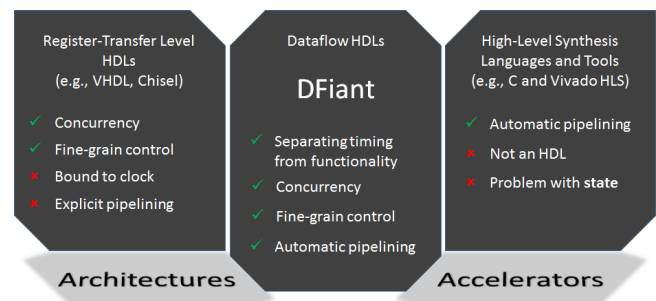 Register-Transfer Level
HDLs
(e.g., VHDL, Chisel)
✓ Concurrency
✓ Fine-grain control
✗ Bound to clock
✗ Explicit pipelining
Dataflow HDLs
DFiant
✓ Separating timing
from functionality
✓ Concurrency
✓ Fine-grain control
✓ Automatic pipelining
High-Level Synthesis
Languages and Tools
(e.g., C and Vivado HLS)
✓ Automatic pipelining
✗ Not an HDL
✗ Problem with state
Architectures
Accelerators